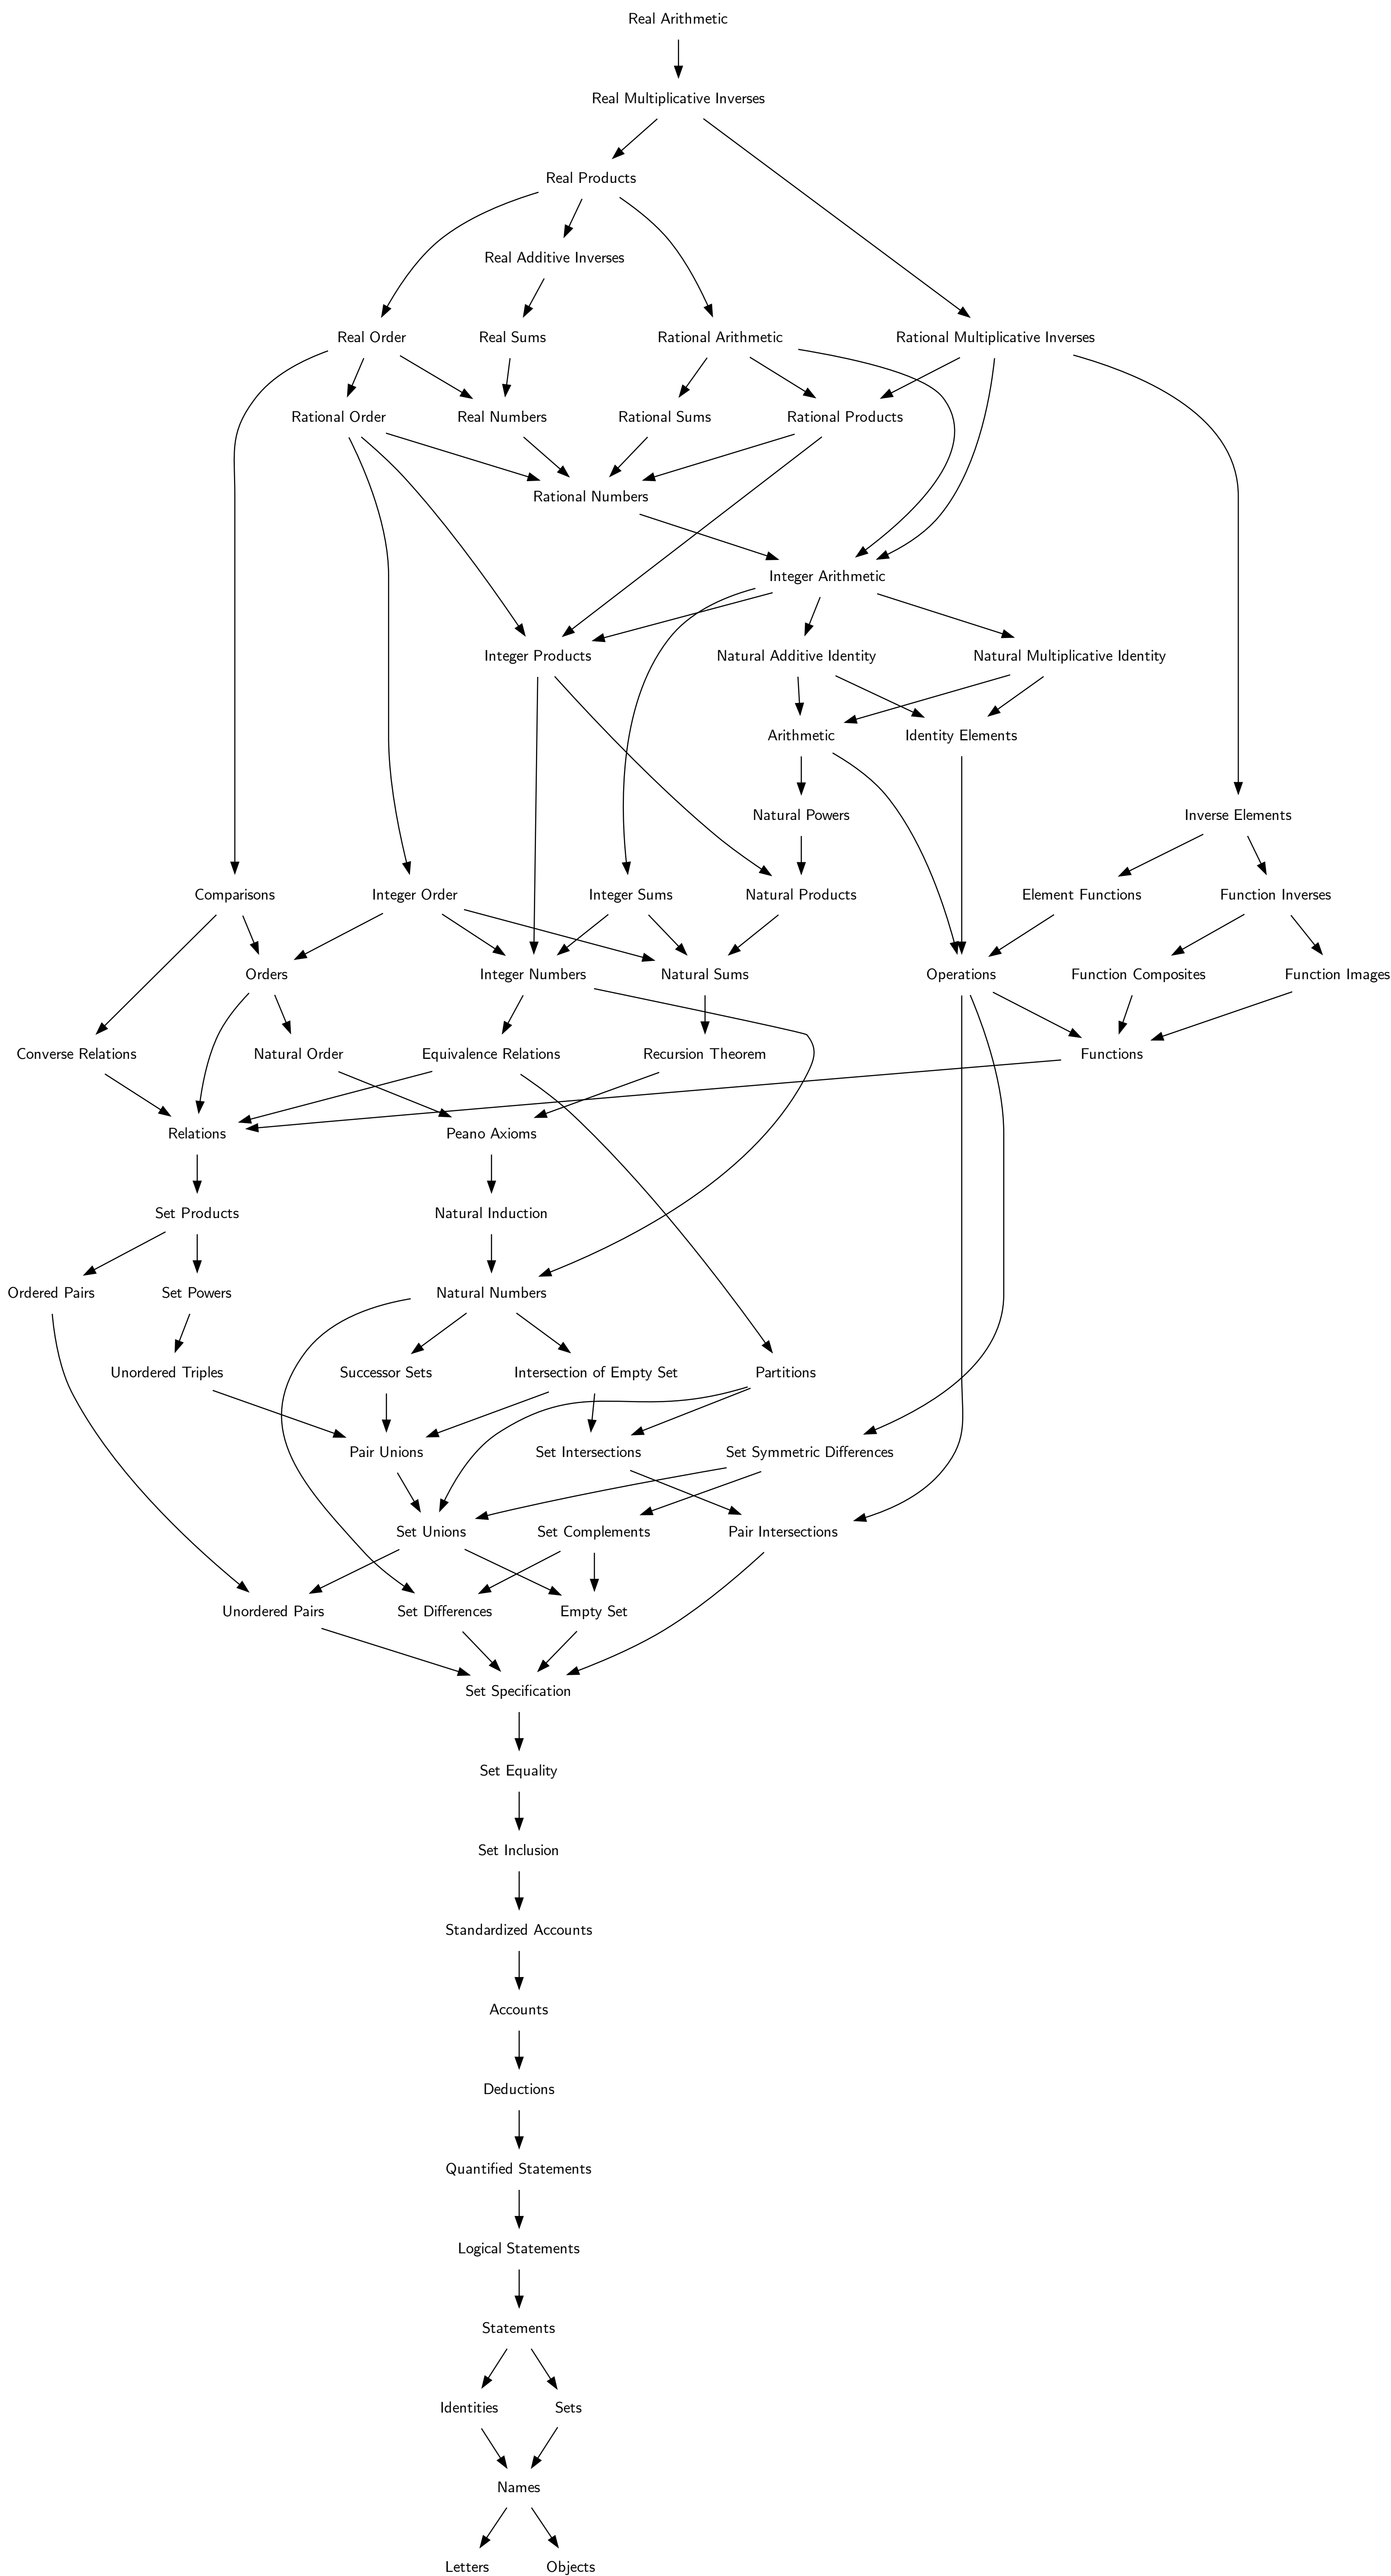 Real Arithmetic
Real Multiplicative Inverses
Real Products
Real Additive Inverses
Real Order
Real Sums
Rational Arithmetic
Rational Multiplicative Inverses
Rational Order
Real Numbers
Rational Sums
Rational Products
Rational Numbers
Integer Arithmetic
Integer Products
Natural Additive Identity
Natural Multiplicative Identity
Arithmetic
Identity Elements
Natural Powers
Inverse Elements
Comparisons
Integer Order
Integer Sums
Natural Products
Element Functions
Function Inverses
Orders
Integer Numbers
Natural Sums
Operations
Function Composites
Function Images
Converse Relations
Natural Order
Equivalence Relations
Recursion Theorem
Functions
Relations
Peano Axioms
Set Products
Natural Induction
Ordered Pairs
Set Powers
Natural Numbers
Unordered Triples
Successor Sets
Intersection of Empty Set
Partitions
Pair Unions
Set Intersections
Set Symmetric Differences
Set Unions
Set Complements
Pair Intersections
Unordered Pairs
Set Differences
Empty Set
Set Specification
Set Equality
Set Inclusion
Standardized Accounts
Accounts
Deductions
Quantified Statements
Logical Statements
Statements
Identities
Sets
Names
Letters
Objects